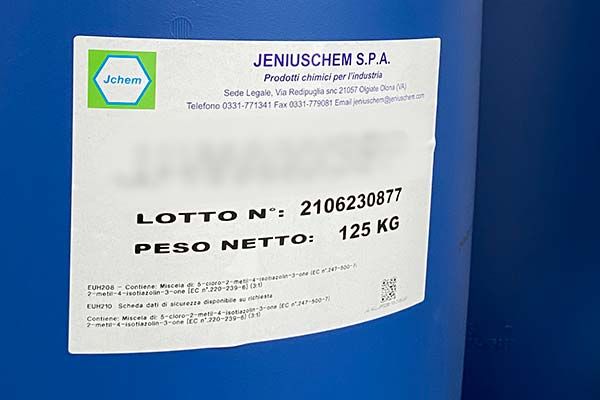 Jchem
JENIUSCHEM S.P.A.
Prodotti chimici per l'industria
Sede Legale, Via Redipuglia snc 21057 Olgiate Olona (VA)
Telefono 0331-771341 Fax 0331-779081 Email jeniuschem@jeniuschem.com
LOTTO N°: 2106230877
PESO NETTO: 125 KG
EUH208 - Contiene: Miscela di: 5-cloro-2-metil-4-isotiazolin-3-one [EC n°.247-500-7]
2-metil-4-isotiazolin-3-one [EC n°.220-239-6] (3:1)
EUH210 Scheda dati di sicurezza disponibile su richiesta
Contiene: Miscela di: 5-cloro-2-metil-4-isotiazolin-3-one [EC n°.247-500-7]
2-metil-4-isotiazolin-3-one [EC n°.220-239-6] (3:1)